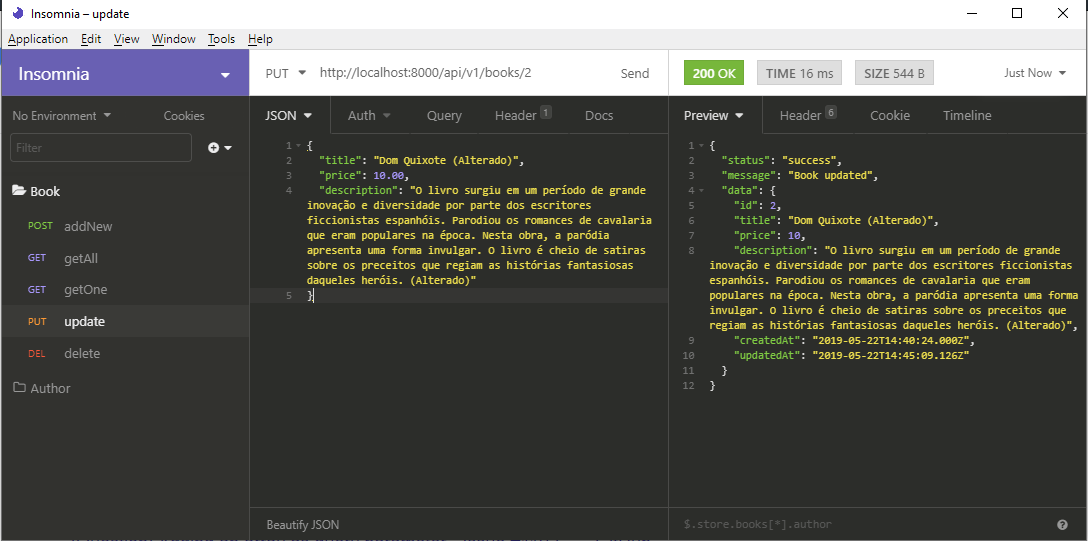 Insomnia – update
Application Edit View Window Tools Help
Insomnia
PUT http://localhost:8000/api/v1/books/2 Send
200 OK TIME 16 ms SIZE 544 B Just Now
No Environment Cookies
Filter
Book
POST addNew
GET getAll
GET getOne
PUT update
DEL delete
Author
JSON Auth Query Header 1 Docs
1 {
2 "title": "Dom Quixote (Alterado)",
3 "price": 10.00,
4 "description": "O livro surgiu em um período de grande
inovação e diversidade por parte dos escritores
ficcionistas espanhóis. Parodiou os romances de cavalaria
que eram populares na época. Nesta obra, a paródia
apresenta uma forma invulgar. O livro é cheio de satiras
sobre os preceitos que regiam as histórias fantasiosas
daqueles heróis. (Alterado)"
5 }
Beautify JSON
Preview Header 6 Cookie Timeline
1 {
2 "status": "success",
3 "message": "Book updated",
4 "data": {
5 "id": 2,
6 "title": "Dom Quixote (Alterado)",
7 "price": 10,
8 "description": "O livro surgiu em um período de grande
inovação e diversidade por parte dos escritores ficcionistas
espanhóis. Parodiou os romances de cavalaria que eram
populares na época. Nesta obra, a paródia apresenta uma forma
invulgar. O livro é cheio de satiras sobre os preceitos que
regiam as histórias fantasiosas daqueles heróis. (Alterado)",
9 "createdAt": "2019-05-22T14:40:24.000Z",
10 "updatedAt": "2019-05-22T14:45:09.126Z"
11 }
12 }
$.store.books[*].author